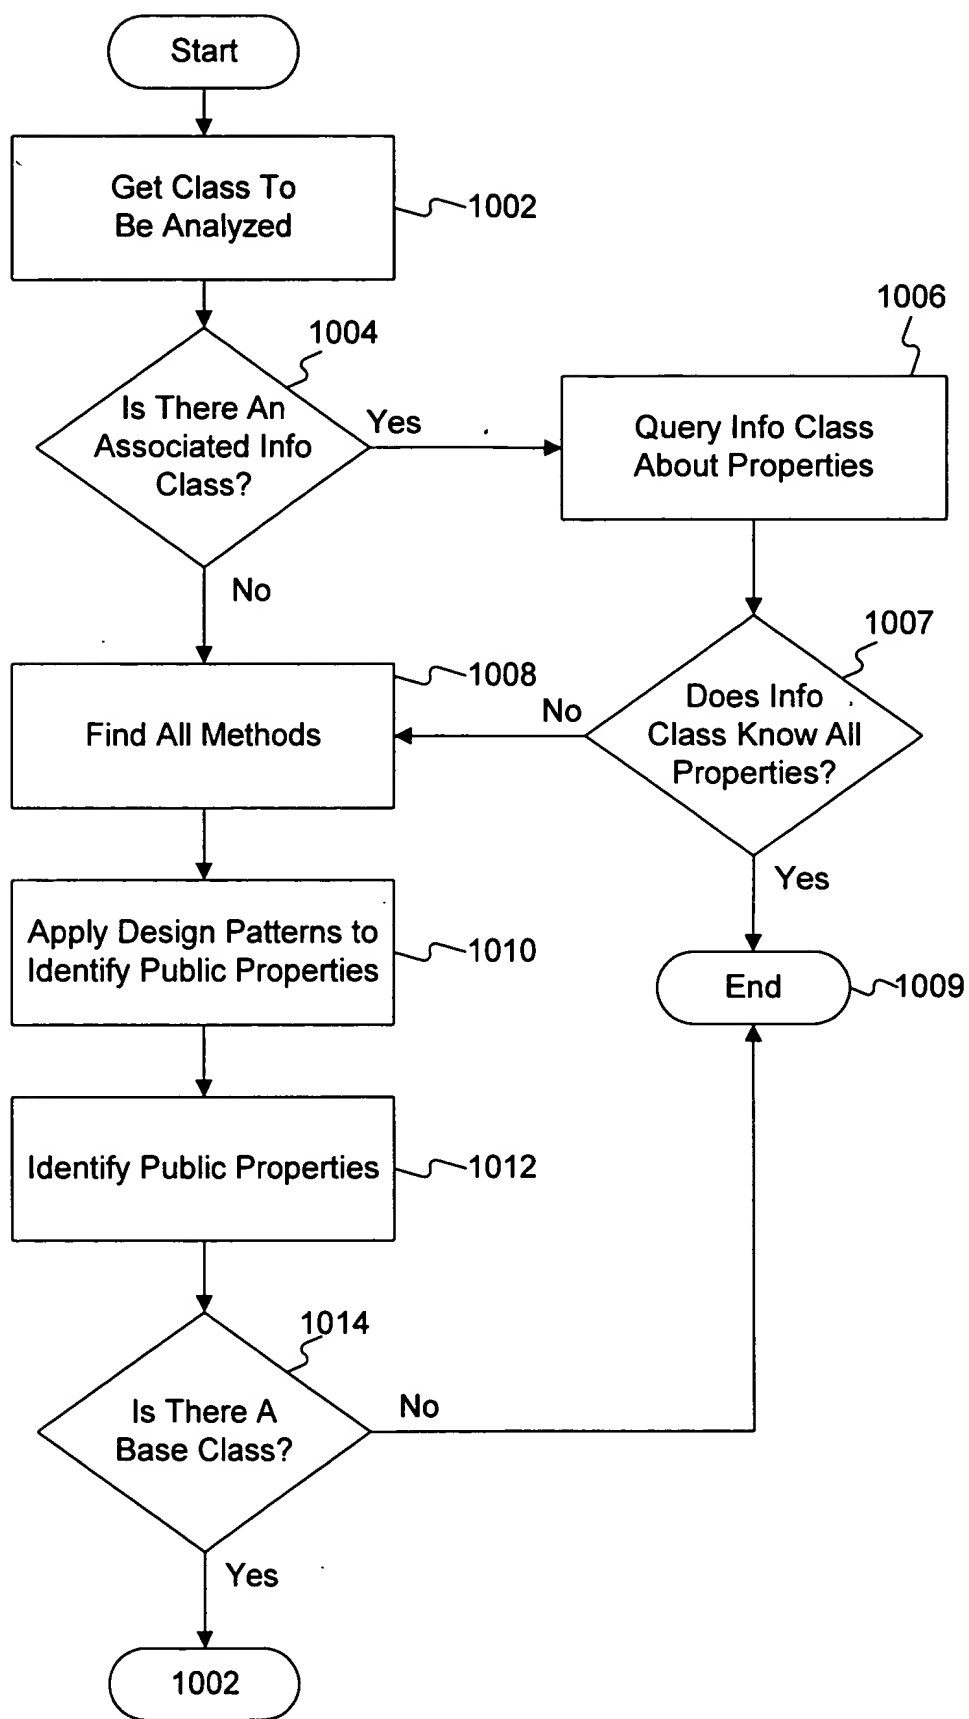 Start
Get Class To
Be Analyzed
1002
1004
Is There An
Associated Info
Class?
Yes
No
1006
Query Info Class
About Properties
1007
Does Info
Class Know All
Properties?
No
Yes
End
1009
1008
Find All Methods
Apply Design Patterns to
Identify Public Properties
1010
Identify Public Properties
1012
1014
Is There A
Base Class?
No
Yes
1002